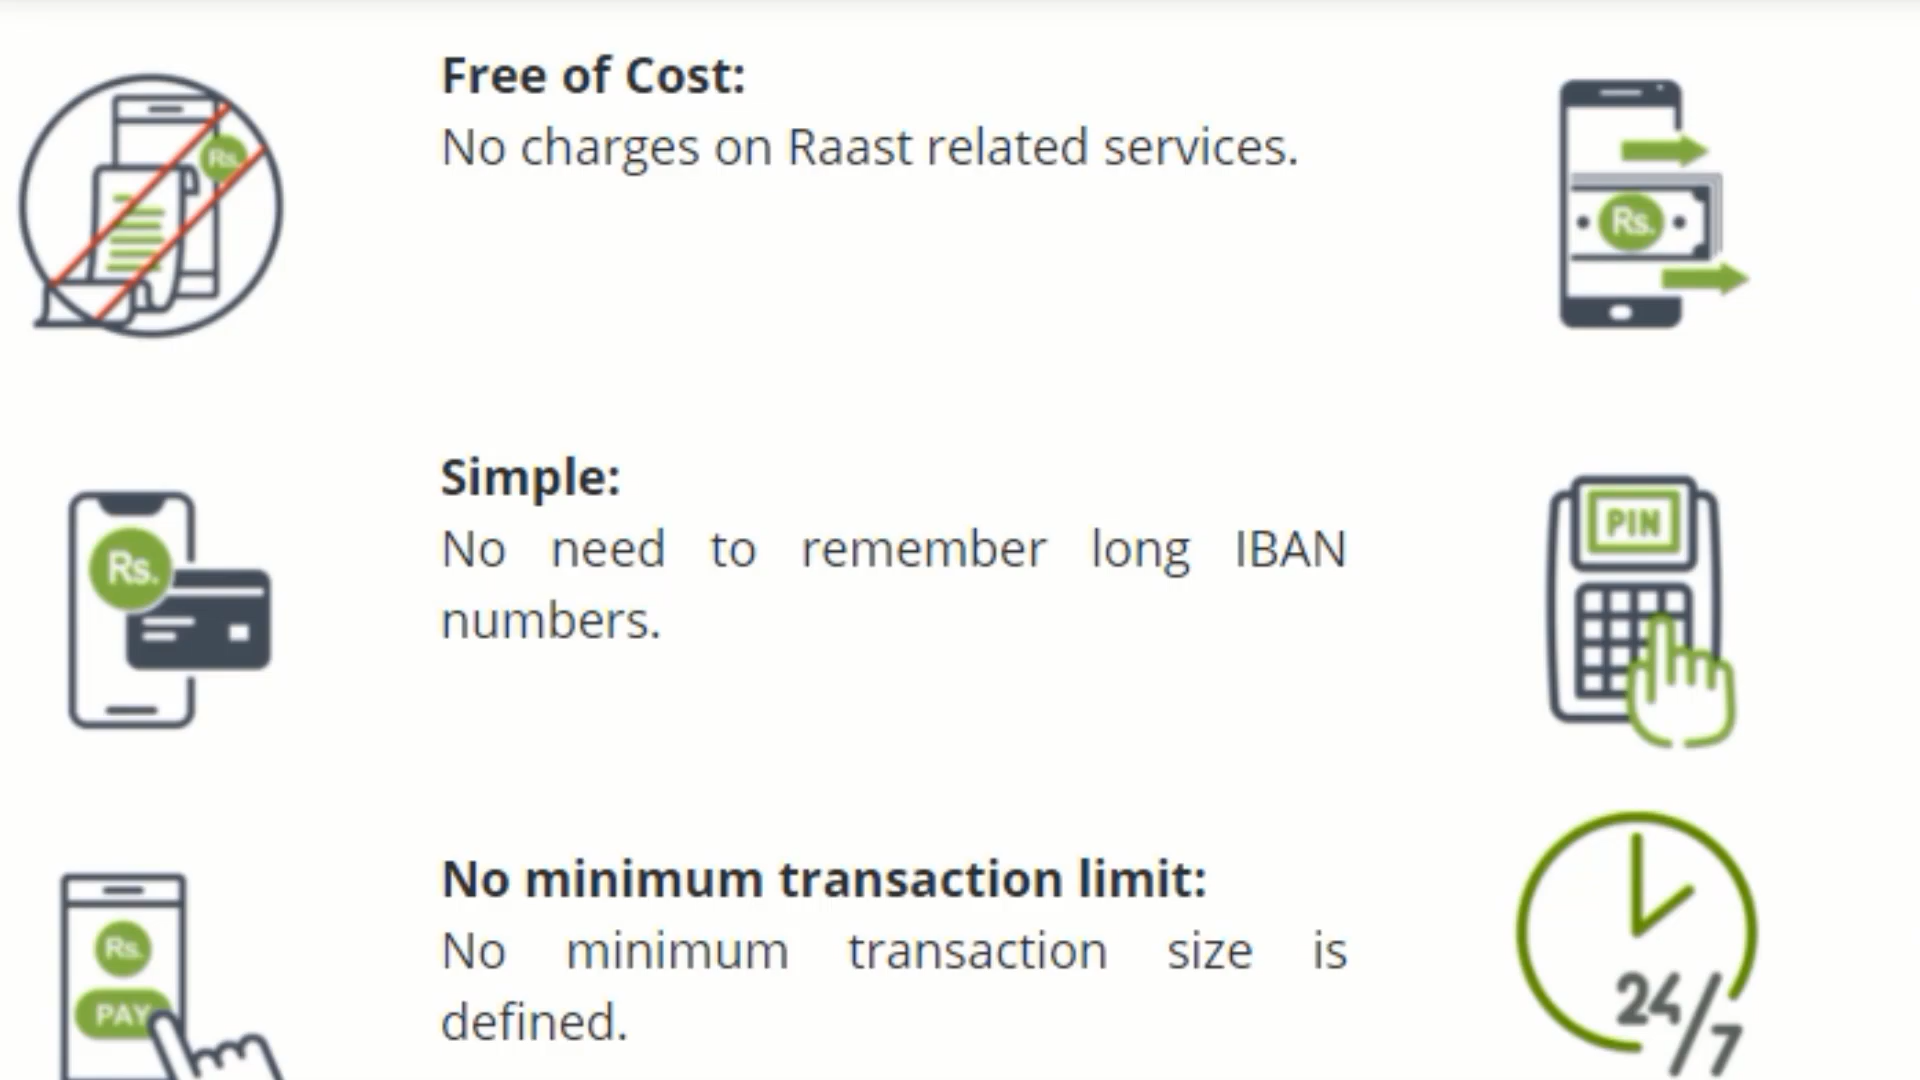 Free of Cost:
No charges on Raast related services.
Rs.
Rs.
Simple:
No need to remember long IBAN
numbers.
Rs.
PIN
No minimum transaction limit:
No minimum transaction size is
defined.
Rs.
PAY
24/7